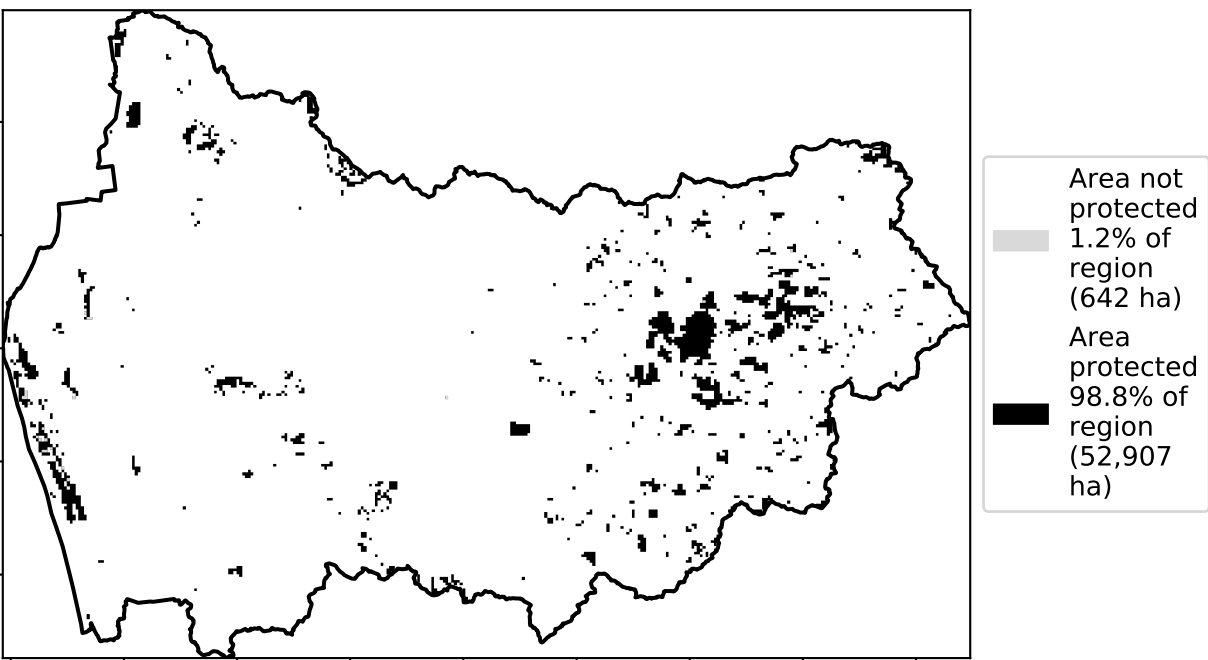 Area not
protected
1.2% of
region
(642 ha)
Area
protected
98.8% of
region
(52,907
ha)